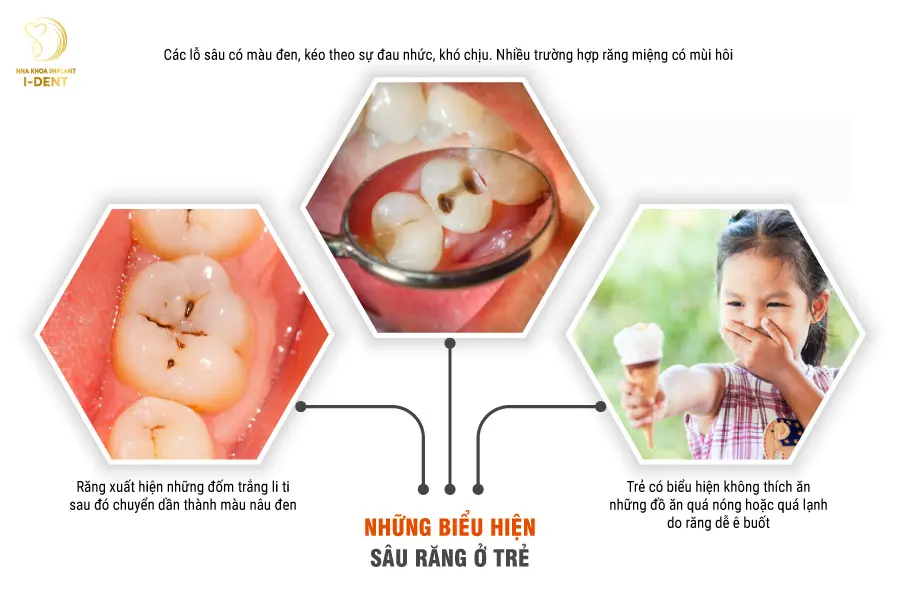 NHA KHOA IMPLANT
I-DENT
Các lỗ sâu có màu đen, kéo theo sự đau nhức, khó chịu. Nhiều trường hợp răng miệng có mùi hôi
Răng xuất hiện những đốm trắng li ti
sau đó chuyển dần thành màu nâu đen
Trẻ có biểu hiện không thích ăn
những đồ ăn quá nóng hoặc quá lạnh
do răng dễ ê buốt
NHỮNG BIỂU HIỆN
SÂU RĂNG Ở TRẺ